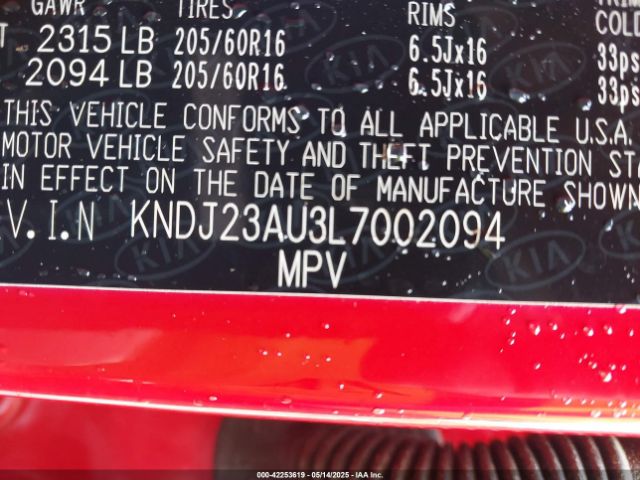 GAWR TIRES RIMS
2315 LB 205/60R16 6.5Jx16 33ps
2094 LB 205/60R16 6.5Jx16 33ps
THIS VEHICLE CONFORMS TO ALL APPLICABLE U.S.A.
MOTOR VEHICLE SAFETY AND THEFT PREVENTION ST
IN EFFECT ON THE DATE OF MANUFACTURE SHOWN
V.I.N KNDJ23AU3L7002094
MPV
KIA
000-42253619 | 05/14/2025 | IAA Inc.